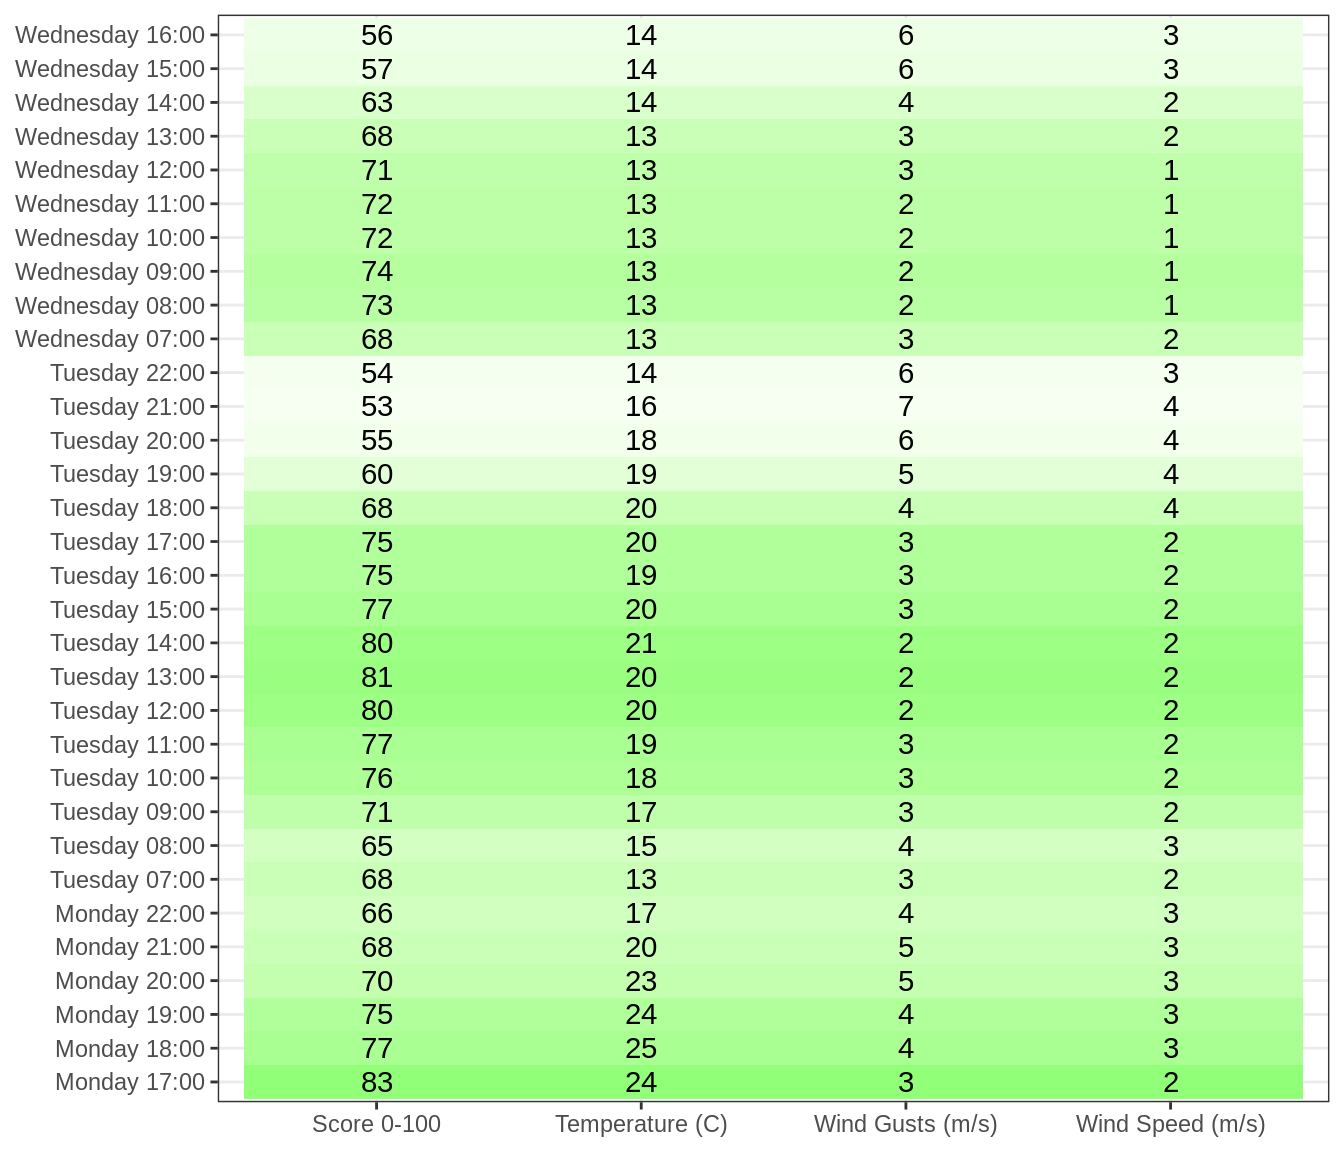 Wednesday 16:00 56 14 6 3
Wednesday 15:00 57 14 6 3
Wednesday 14:00 63 14 4 2
Wednesday 13:00 68 13 3 2
Wednesday 12:00 71 13 3 1
Wednesday 11:00 72 13 2 1
Wednesday 10:00 72 13 2 1
Wednesday 09:00 74 13 2 1
Wednesday 08:00 73 13 2 1
Wednesday 07:00 68 13 3 2
Tuesday 22:00 54 14 6 3
Tuesday 21:00 53 16 7 4
Tuesday 20:00 55 18 6 4
Tuesday 19:00 60 19 5 4
Tuesday 18:00 68 20 4 4
Tuesday 17:00 75 20 3 2
Tuesday 16:00 75 19 3 2
Tuesday 15:00 77 20 3 2
Tuesday 14:00 80 21 2 2
Tuesday 13:00 81 20 2 2
Tuesday 12:00 80 20 2 2
Tuesday 11:00 77 19 3 2
Tuesday 10:00 76 18 3 2
Tuesday 09:00 71 17 3 2
Tuesday 08:00 65 15 4 3
Tuesday 07:00 68 13 3 2
Monday 22:00 66 17 4 3
Monday 21:00 68 20 5 3
Monday 20:00 70 23 5 3
Monday 19:00 75 24 4 3
Monday 18:00 77 25 4 3
Monday 17:00 83 24 3 2
Score 0-100 Temperature (C) Wind Gusts (m/s) Wind Speed (m/s)